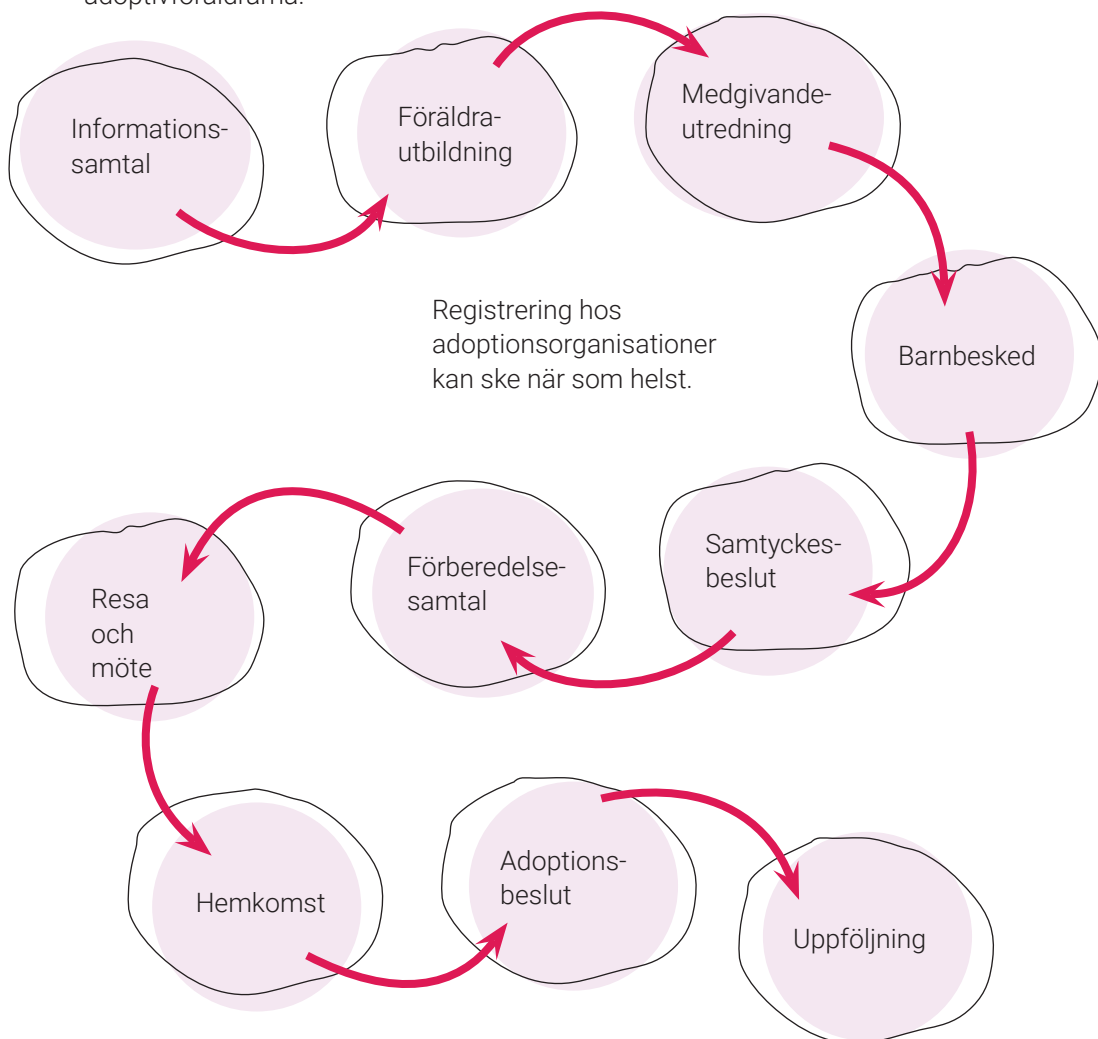 adoptivföräldrarna.
Informations-
samtal
Föräldra-
utbildning
Medgivande-
utredning
Registrering hos
adoptionsorganisationer
kan ske när som helst.
Barnbesked
Samtyckes-
beslut
Förberedelse-
samtal
Resa
och
möte
Hemkomst
Adoptions-
beslut
Uppföljning